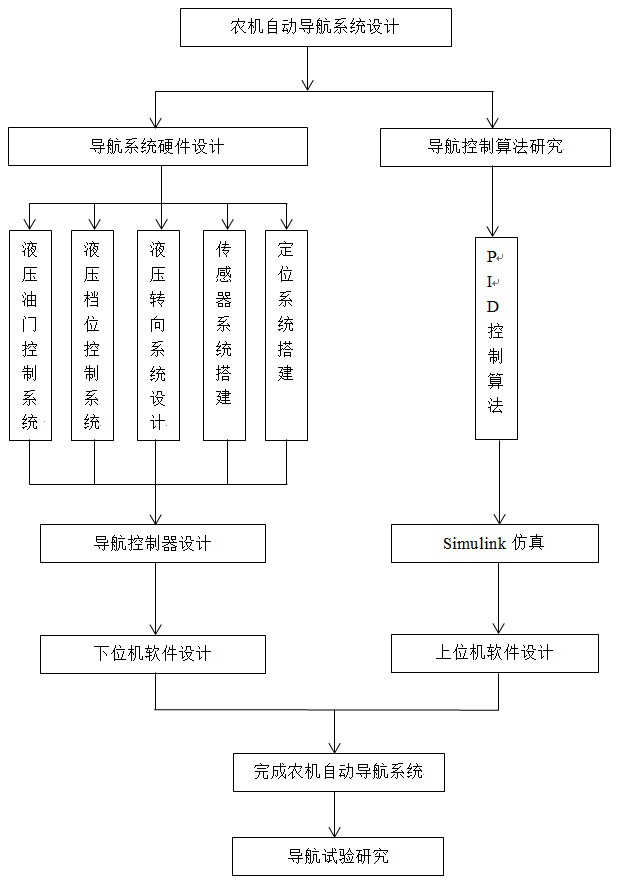 农机自动导航系统设计
导航系统硬件设计
导航控制算法研究
液压油门控制系统
液压档位控制系统
液压转向系统设计
传感器系统搭建
定位系统搭建
PID控制算法
导航控制器设计
Simulink 仿真
下位机软件设计
上位机软件设计
完成农机自动导航系统
导航试验研究